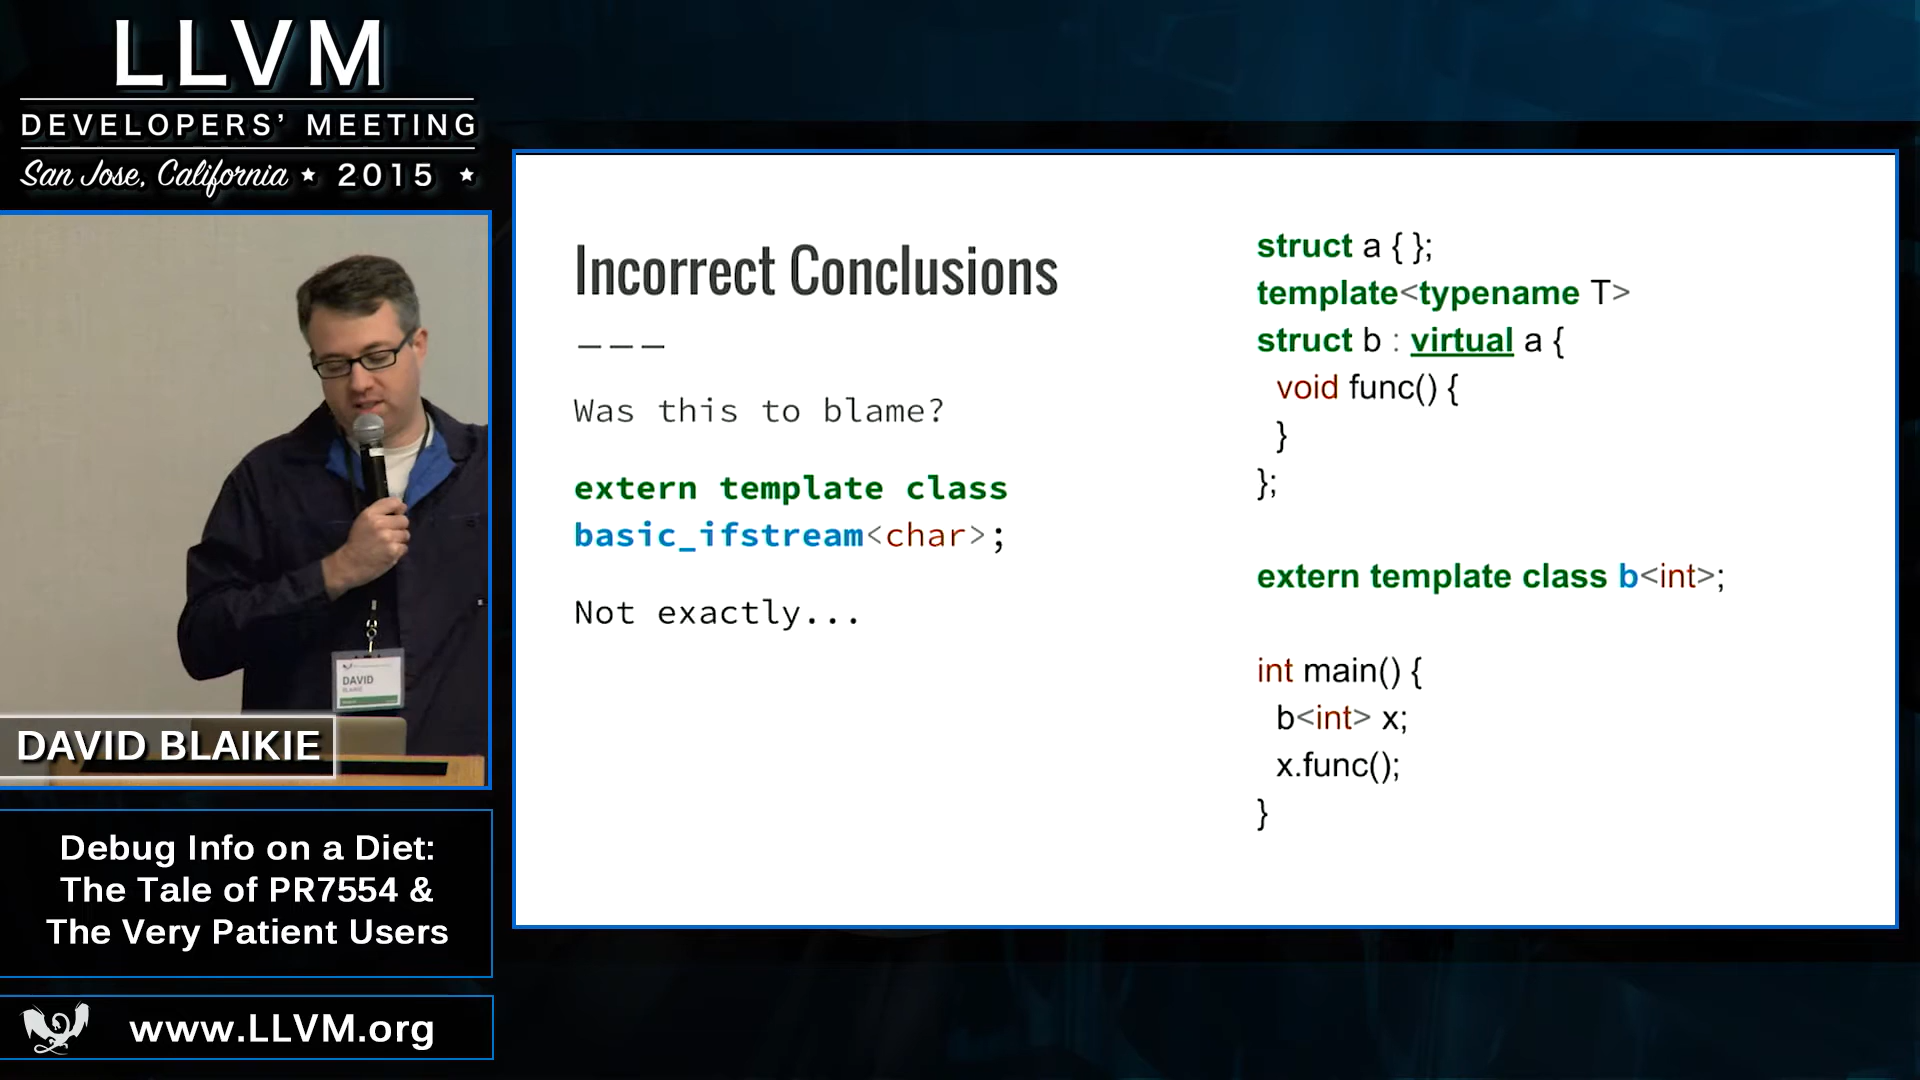 LLVM
DEVELOPERS' MEETING
San Jose, California ★ 2015 ★
DAVID
BLAIKIE
DAVID BLAIKIE
Debug Info on a Diet:
The Tale of PR7554 &
The Very Patient Users
www.LLVM.org
Incorrect Conclusions
Was this to blame?
extern template class
basic_ifstream<char>;
Not exactly...
struct a { };
template<typename T>
struct b : virtual a {
void func() {
}
};
extern template class b<int>;
int main() {
b<int> x;
x.func();
}